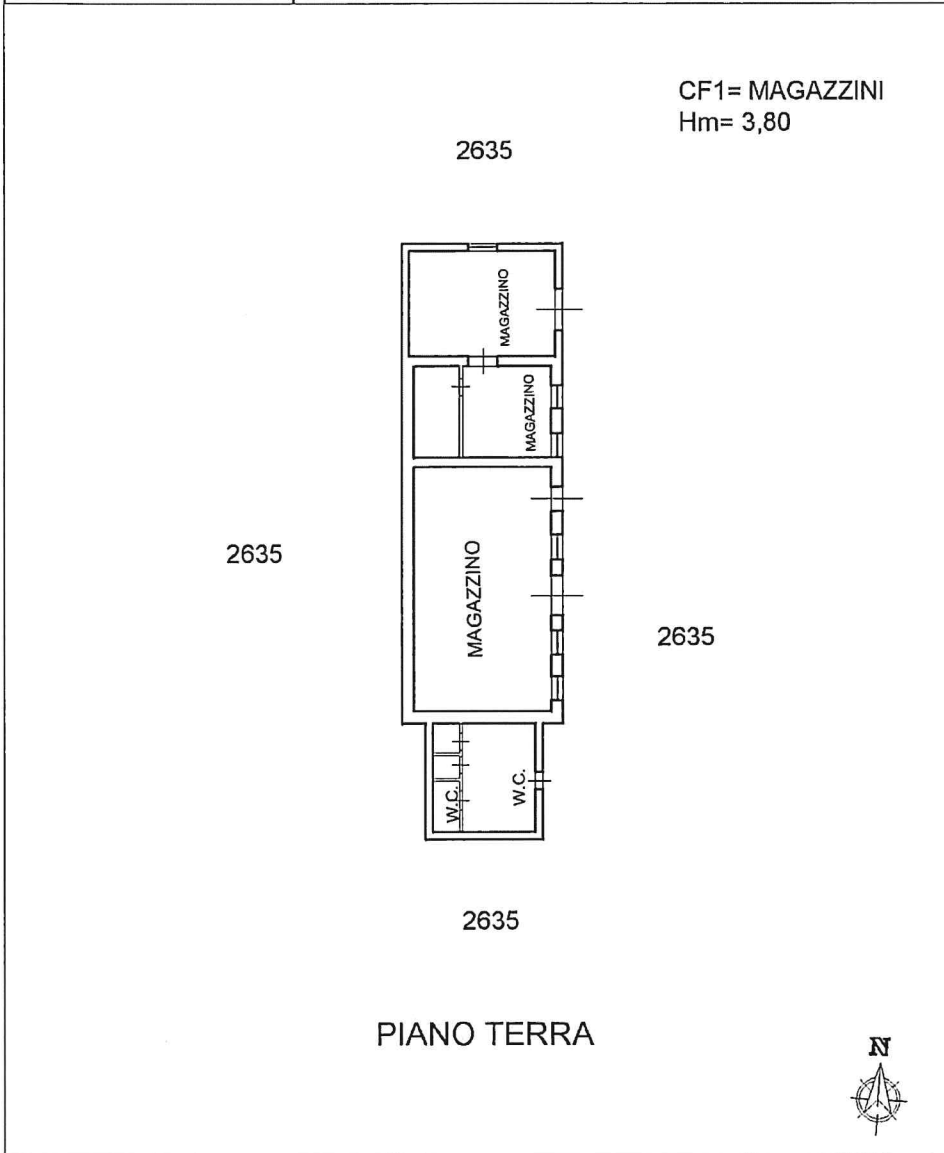 CF1= MAGAZZINI
Hm= 3,80
2635
MAGAZZINO
MAGAZZINO
2635
MAGAZZINO
2635
W.C.
W.C.
2635
PIANO TERRA
N